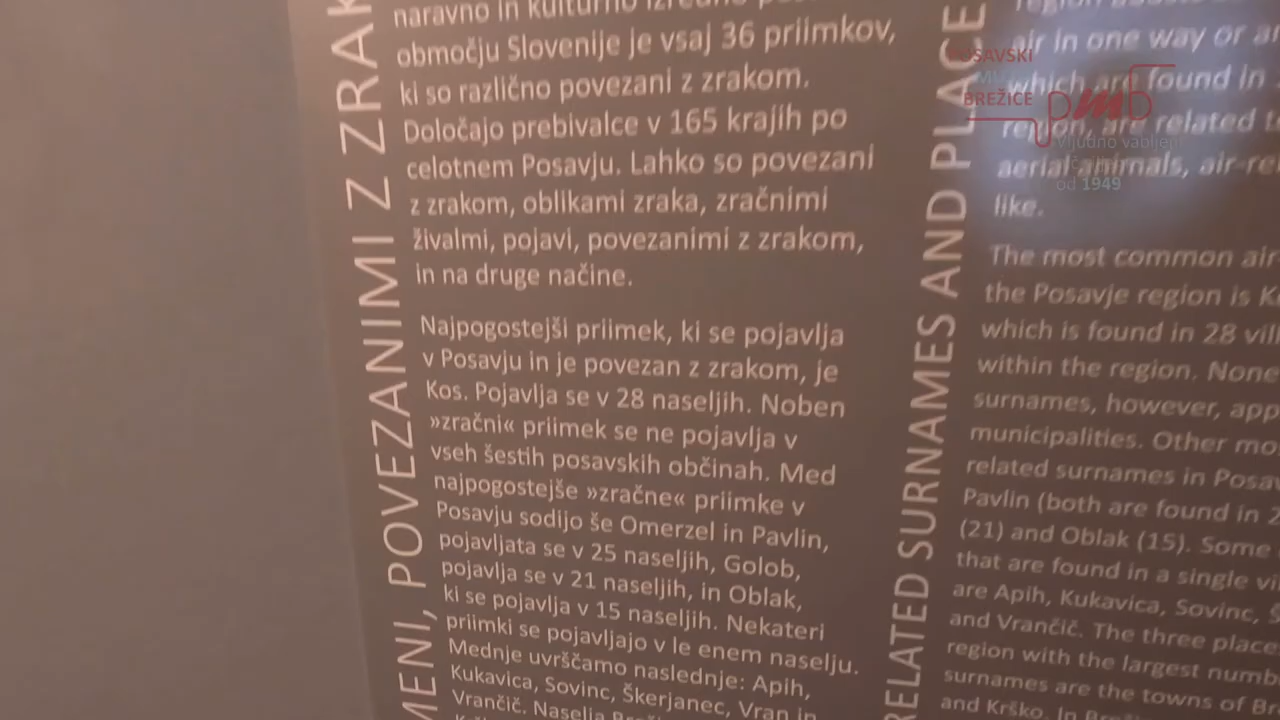 MENI, POVEZANIMI Z ZRAK
naravno in kulturno
območju Slovenije je vsaj 36 priimkov,
ki so različno povezani z zrakom.
Določajo prebivalce v 165 krajih po
celotnem Posavju. Lahko so povezani
z zrakom, oblikami zraka, zračnimi
živalmi, pojavi, povezanimi z zrakom,
in na druge načine.
Najpogostejši priimek, ki se pojavlja
v Posavju in je povezan z zrakom, je
Kos. Pojavlja se v 28 naseljih. Noben
»zračni« priimek se ne pojavlja v
vseh šestih posavskih občinah. Med
najpogostejše »zračne« priimke v
Posavju sodijo še Omerzel in Pavlin,
pojavljata se v 25 naseljih, Golob,
pojavlja se v 21 naseljih, in Oblak,
ki se pojavlja v 15 naseljih. Nekateri
priimki se pojavljajo v le enem naselju.
Mednje uvrščamo naslednje: Apih,
Kukavica, Sovinc, Škerjanec, Vran in
Vrančič. Naselja
RELATED SURNAMES AND PLACE
air in one way or
which are found in
region, are related
aerial animals,
like.
The most common air
the Posavje region is
which is found in 28
within the region. None
surnames, however,
municipalities. Other
related surnames in
Pavlin (both are found in
(21) and Oblak (15). Some
that are found in a single
are Apih, Kukavica, Sovinc,
and Vrančič. The three
region with the largest
surnames are the towns of
and Krško. In
POSAVSKI
BREŽICE
pmb
Vljudno vabljeni
od 1949